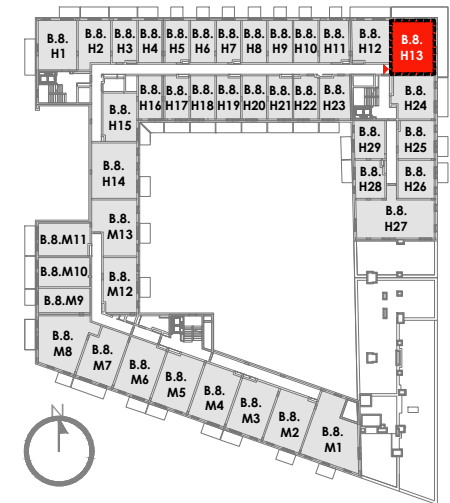 B.8.
H1
B.8.
H2
B.8.
H3
B.8.
H4
B.8.
H5
B.8.
H6
B.8.
H7
B.8.
H8
B.8.
H9
B.8.
H10
B.8.
H11
B.8.
H12
B.8.
H13
B.8.
H16
B.8.
H17
B.8.
H18
B.8.
H19
B.8.
H20
B.8.
H21
B.8.
H22
B.8.
H23
B.8.
H24
B.8.
H15
B.8.
H29
B.8.
H25
B.8.
H14
B.8.
H28
B.8.
H26
B.8.
H27
B.8.
M13
B.8.M11
B.8.M10
B.8.M9
B.8.
M12
B.8.
M8
B.8.
M7
B.8.
M6
B.8.
M5
B.8.
M4
B.8.
M3
B.8.
M2
B.8.
M1
N